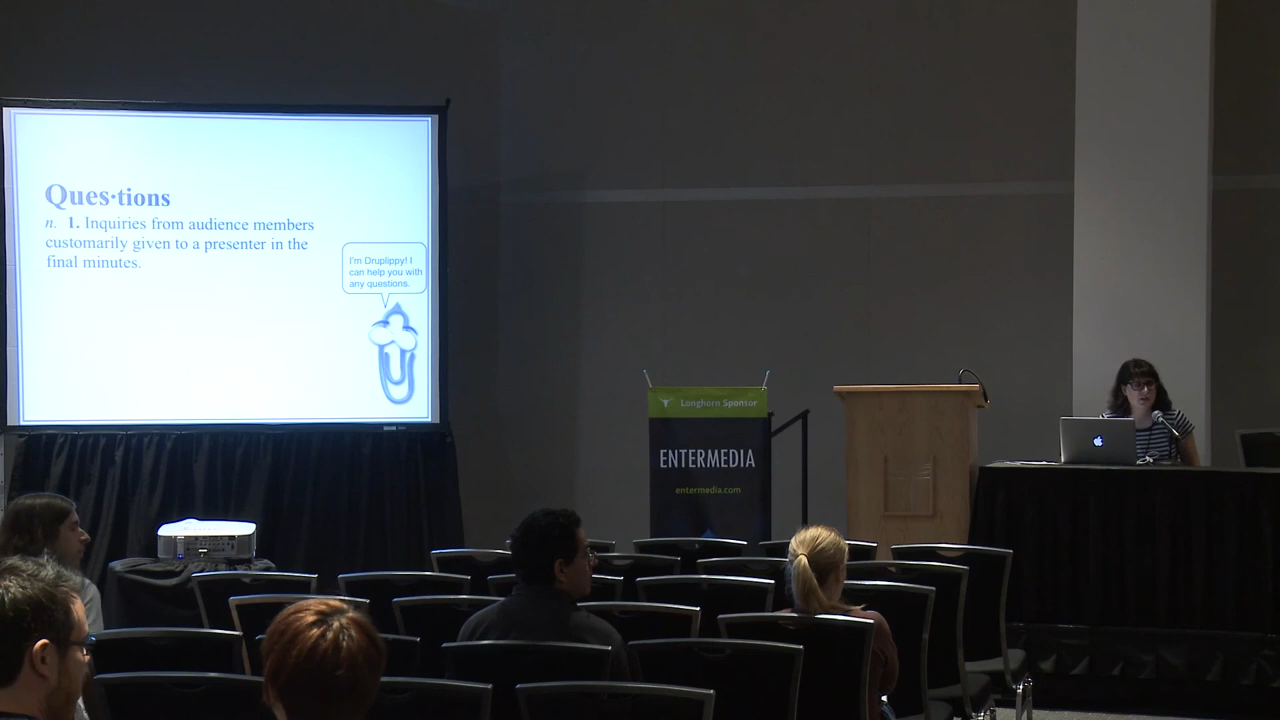 Ques·tions
n. 1. Inquiries from audience members
customarily given to a presenter in the
final minutes.
I'm Druplippy! I
can help you with
any questions.
Longhorn Sponsor
ENTERMEDIA
entermedia.com